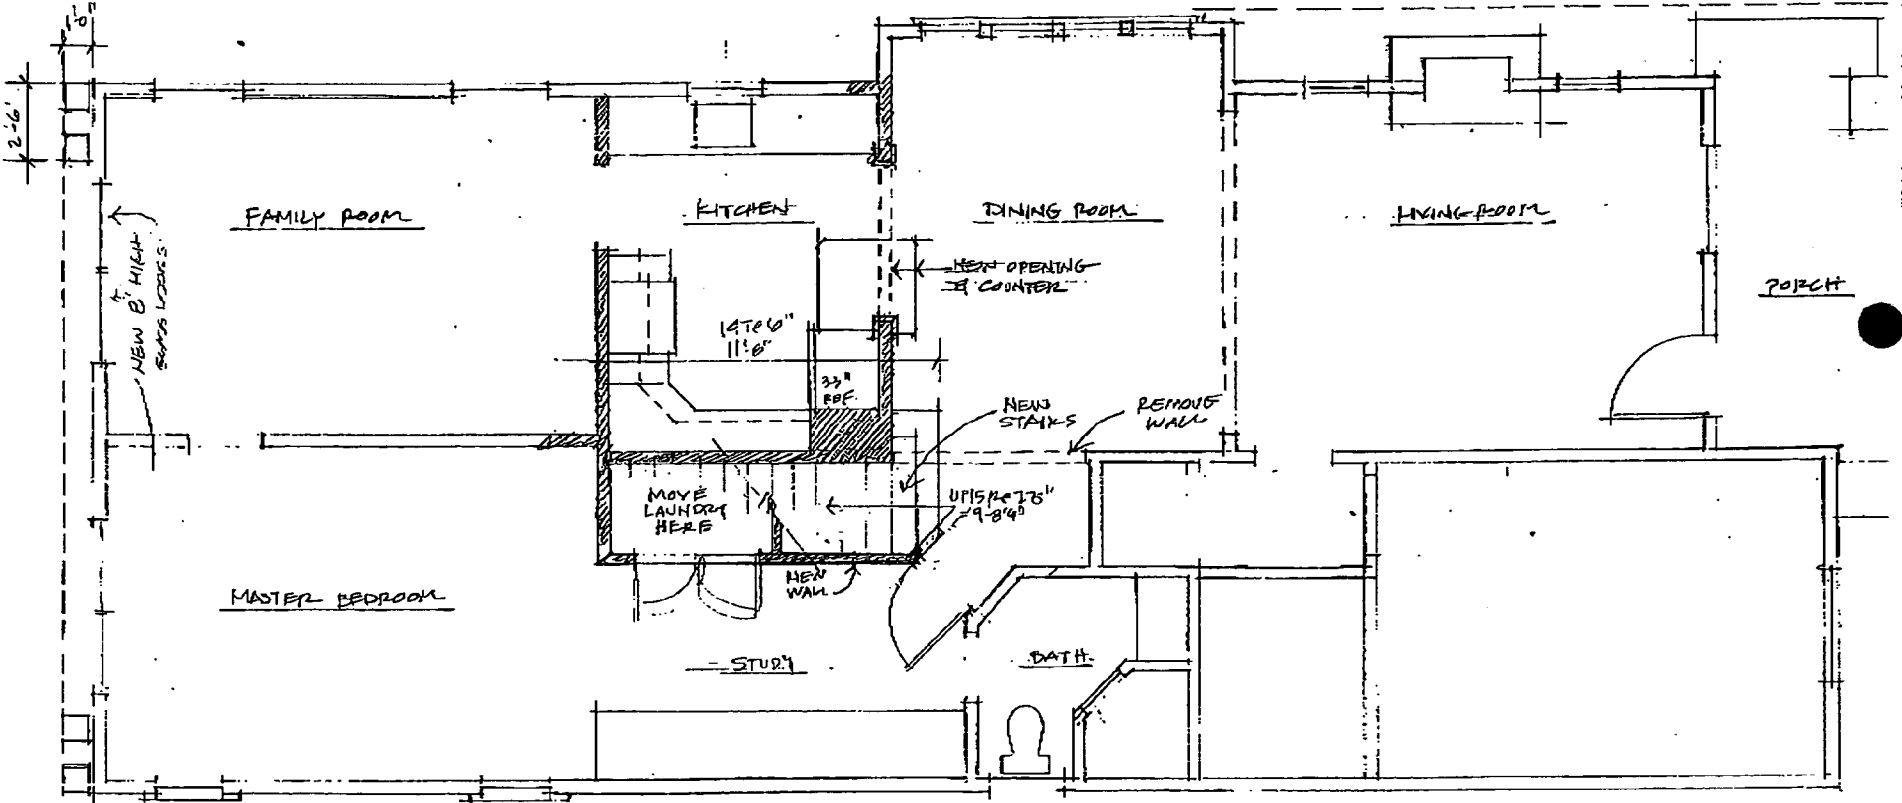 1'-0"
2'-6"
FAMILY ROOM
KITCHEN
DINING ROOM
LIVING ROOM
PORCH
NEW OPENING
& COUNTER
NEW 8' HIGH
14 TO 6"
11'-6"
33"
REF.
NEW
STAIRS
REMOVE
WALL
MOVE
LAUNDRY
HERE
NEW
WALL
MASTER BEDROOM
STUDY
BATH